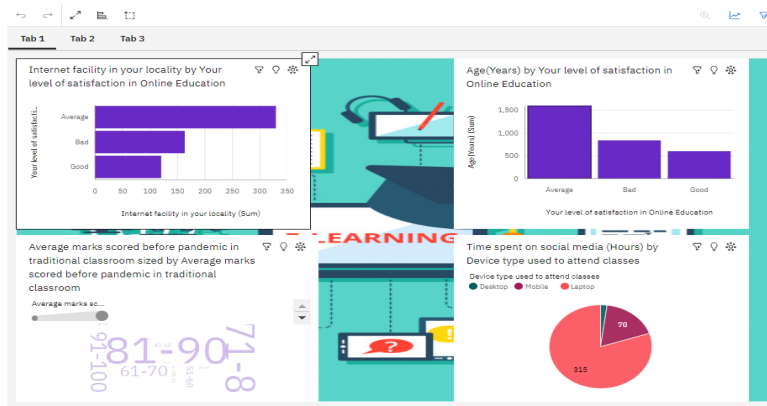 Tab 1
Tab 2
Tab 3
Internet facility in your locality by Your
level of satisfaction in Online Education
Your level of satisfacti…
Average
Bad
Good
0 50 100 150 200 250 300 350
Internet facility in your locality (Sum)
Age(Years) by Your level of satisfaction in
Online Education
Age(Years) (Sum)
1,500
1,000
500
0
Average
Bad
Good
Your level of satisfaction in Online Education
LEARNING
Average marks scored before pandemic in
traditional classroom sized by Average marks
scored before pandemic in traditional
classroom
Average marks sc…
91-100
81-90
71-8
61-70
Time spent on social media (Hours) by
Device type used to attend classes
Device type used to attend classes
Desktop Mobile Laptop
70
315
?